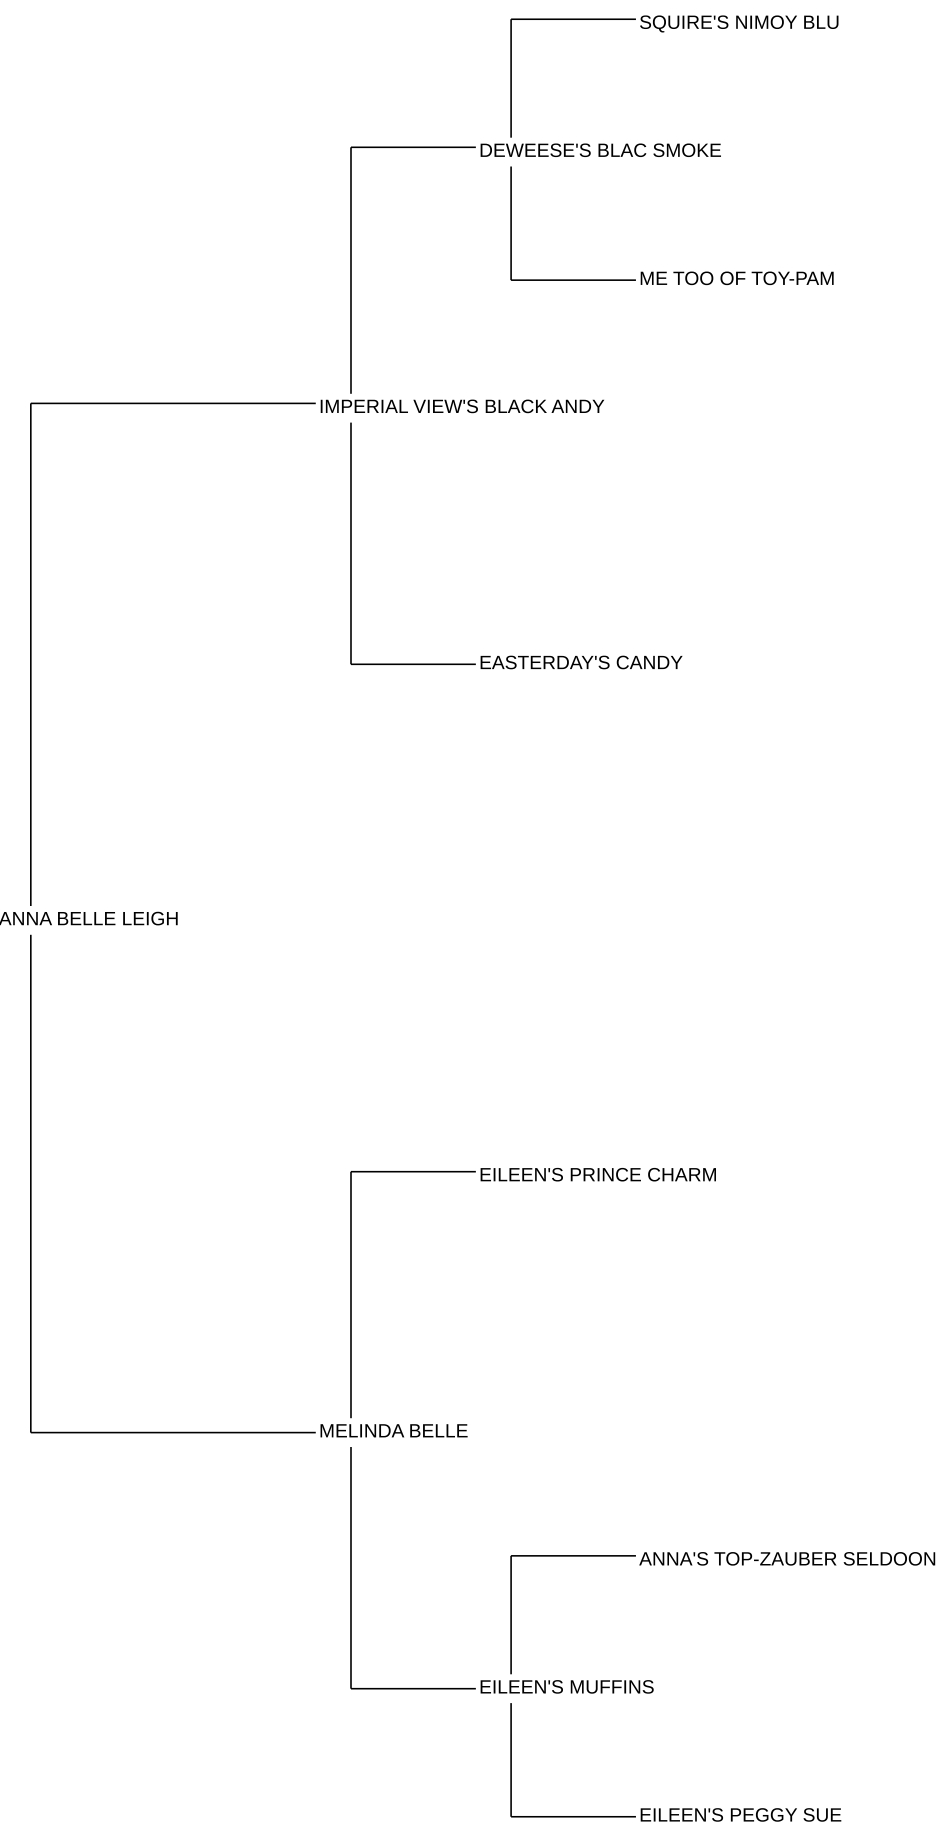 SQUIRE'S NIMOY BLU
DEWEESE'S BLAC SMOKE
ME TOO OF TOY-PAM
IMPERIAL VIEW'S BLACK ANDY
EASTERDAY'S CANDY
ANNA BELLE LEIGH
EILEEN'S PRINCE CHARM
MELINDA BELLE
ANNA'S TOP-ZAUBER SELDOON
EILEEN'S MUFFINS
EILEEN'S PEGGY SUE